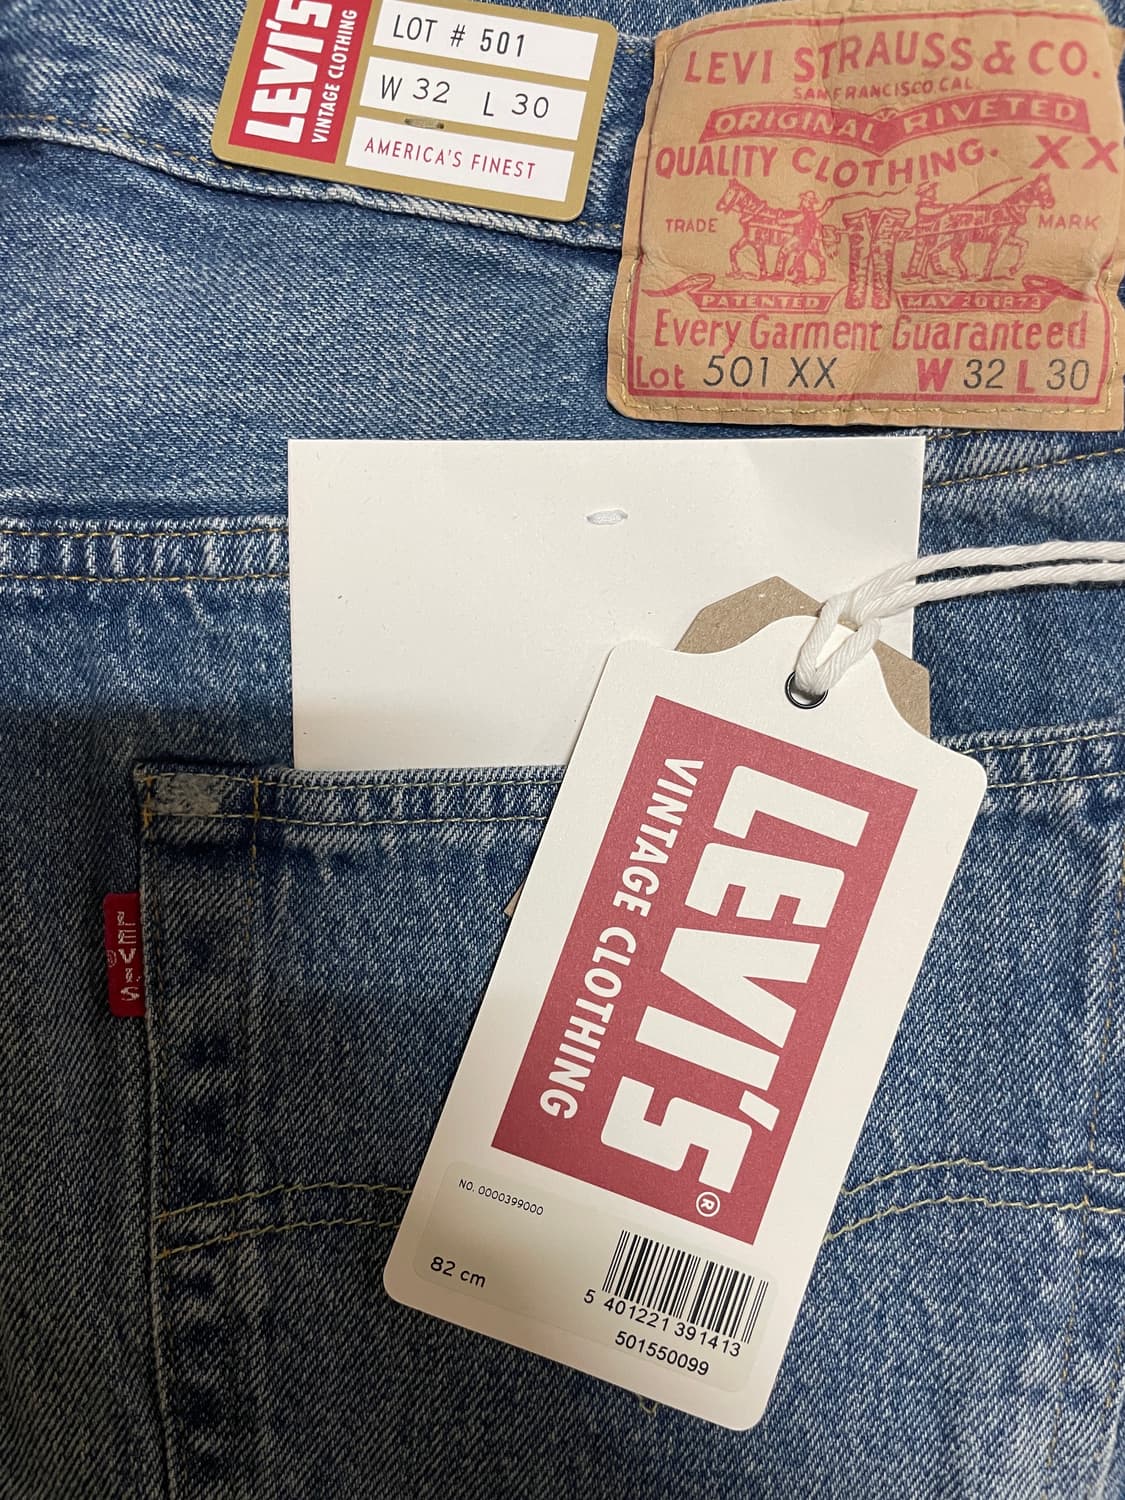 LEVI'S
VINTAGE CLOTHING
LOT # 501
W 32 L 30
AMERICA'S FINEST
LEVI STRAUSS & CO.
SAN FRANCISCO, CAL.
ORIGINAL RIVETED
QUALITY CLOTHING. XX
TRADE MARK
PATENTED MAY 20 1873
Every Garment Guaranteed
Lot 501 XX W 32 L 30
LEVI'S
®
LEVI'S®
VINTAGE CLOTHING
NO. 0000399000
82 cm
5 401221 391413
501550099